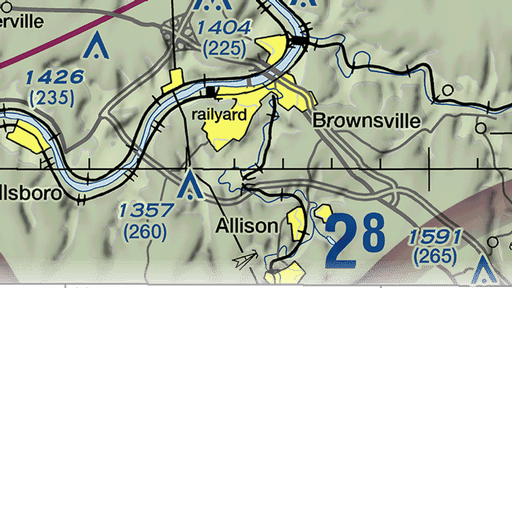 erville
1404
(225)
1426
(235)
railyard
Brownsville
llsboro
1357
(260)
Allison
28
1591
(265)